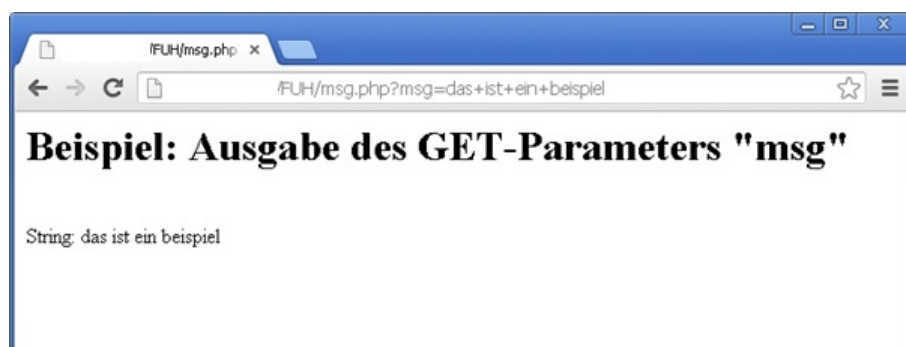 /FUH/msg.php
/FUH/msg.php?msg=das+ist+ein+beispiel
Beispiel: Ausgabe des GET-Parameters "msg"
String: das ist ein beispiel